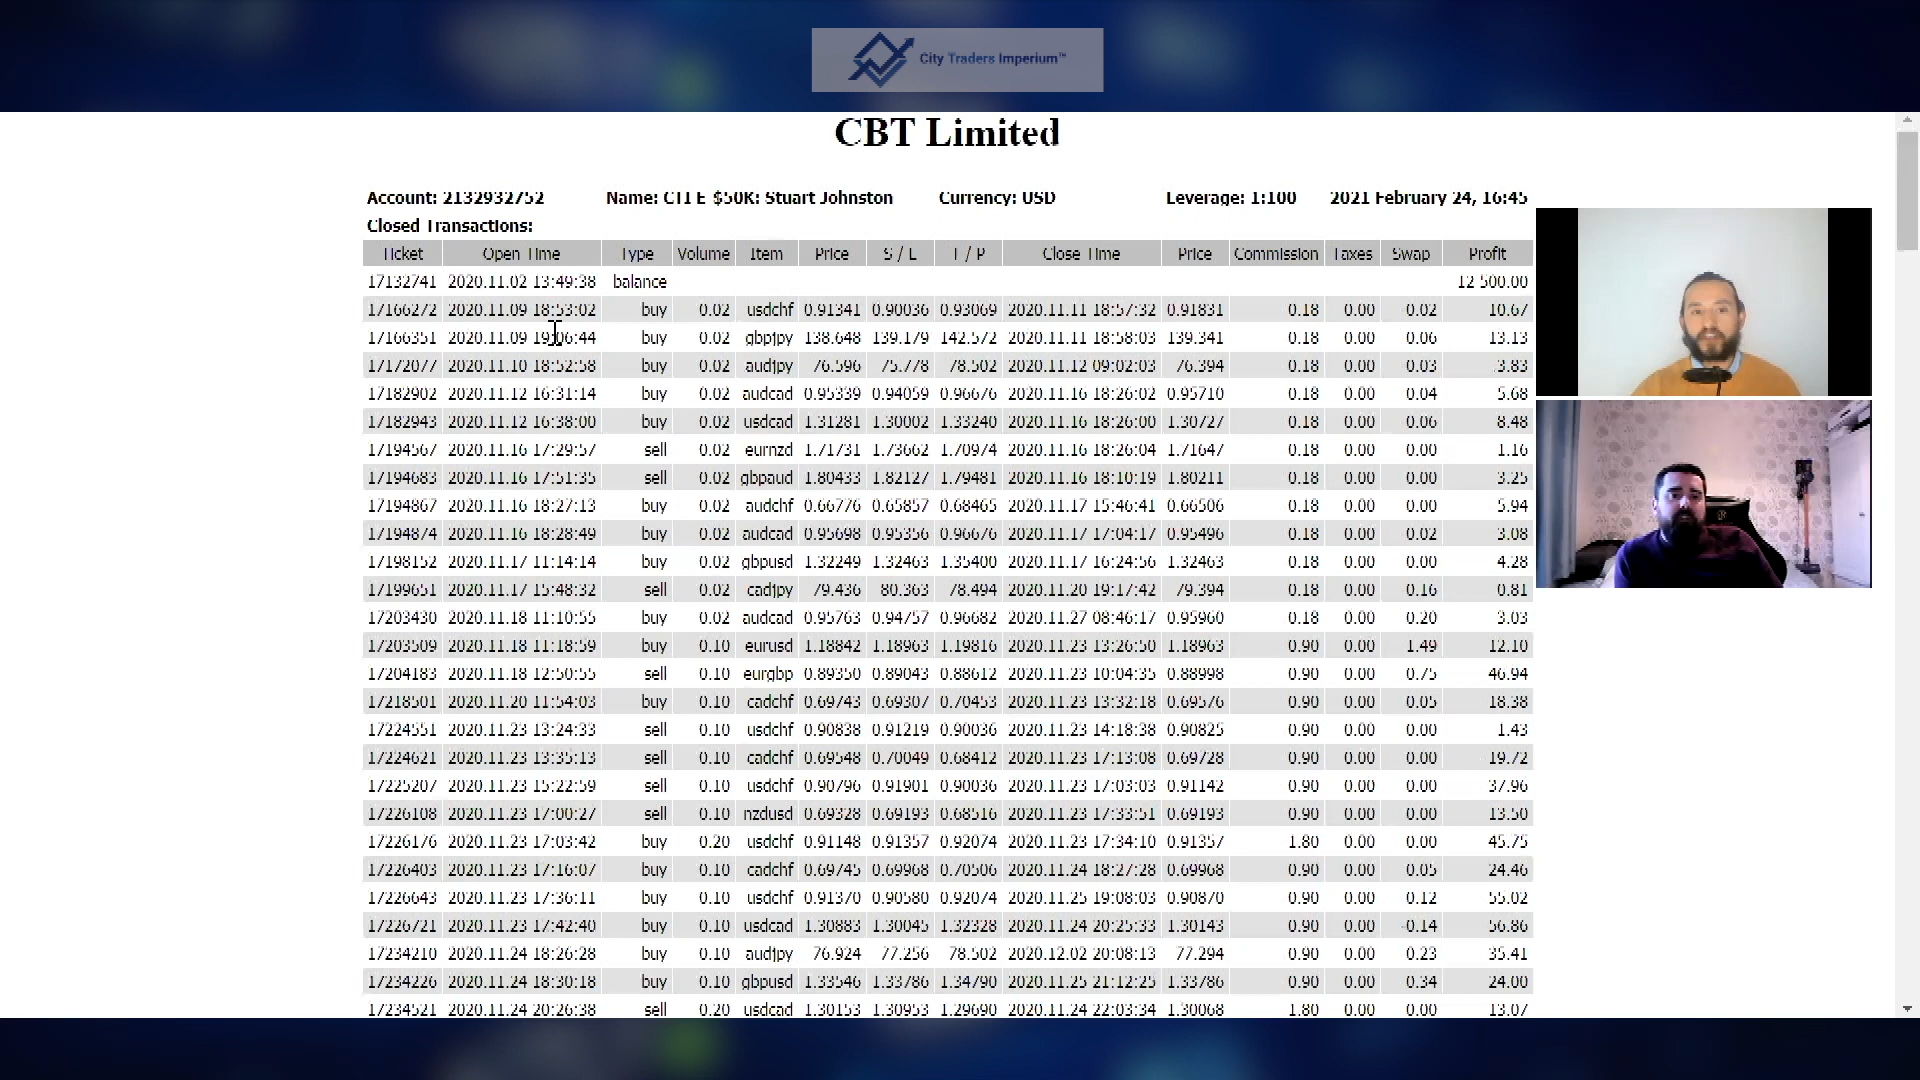 City Traders Imperium™
CBT Limited
Account: 2132932752 Name: CTI E $50K: Stuart Johnston Currency: USD Leverage: 1:100 2021 February 24, 16:45
Closed Transactions:
Ticket Open Time Type Volume Item Price S / L T / P Close Time Price Commission Taxes Swap Profit
17132741 2020.11.02 13:49:38 balance 12 500.00
17166272 2020.11.09 18:53:02 buy 0.02 usdchf 0.91341 0.90036 0.93069 2020.11.11 18:57:32 0.91831 0.18 0.00 0.02 10.67
17166351 2020.11.09 19:06:44 buy 0.02 gbpjpy 138.648 139.179 142.572 2020.11.11 18:58:03 139.341 0.18 0.00 0.06 13.13
17172077 2020.11.10 18:52:58 buy 0.02 audjpy 76.596 75.778 78.502 2020.11.12 09:02:03 76.394 0.18 0.00 0.03 3.83
17182902 2020.11.12 16:31:14 buy 0.02 audcad 0.95339 0.94059 0.96676 2020.11.16 18:26:02 0.95710 0.18 0.00 0.04 5.68
17182943 2020.11.12 16:38:00 buy 0.02 usdcad 1.31281 1.30002 1.33240 2020.11.16 18:26:00 1.30727 0.18 0.00 0.06 8.48
17194567 2020.11.16 17:29:57 sell 0.02 eurnzd 1.71731 1.73662 1.70974 2020.11.16 18:26:04 1.71647 0.18 0.00 0.00 1.16
17194683 2020.11.16 17:51:35 sell 0.02 gbpaud 1.80433 1.82127 1.79481 2020.11.16 18:10:19 1.80211 0.18 0.00 0.00 3.25
17194867 2020.11.16 18:27:13 buy 0.02 audchf 0.66776 0.65857 0.68465 2020.11.17 15:46:41 0.66506 0.18 0.00 0.00 5.94
17194874 2020.11.16 18:28:49 buy 0.02 audcad 0.95698 0.95356 0.96676 2020.11.17 17:04:17 0.95496 0.18 0.00 0.02 3.08
17198152 2020.11.17 11:14:14 buy 0.02 gbpusd 1.32249 1.32463 1.35400 2020.11.17 16:24:56 1.32463 0.18 0.00 0.00 4.28
17199651 2020.11.17 15:48:32 sell 0.02 cadjpy 79.436 80.363 78.494 2020.11.20 19:17:42 79.394 0.18 0.00 0.16 0.81
17203430 2020.11.18 11:10:55 buy 0.02 audcad 0.95763 0.94757 0.96682 2020.11.27 08:46:17 0.95960 0.18 0.00 0.20 3.03
17203509 2020.11.18 11:18:59 buy 0.10 eurusd 1.18842 1.18963 1.19816 2020.11.23 13:26:50 1.18963 0.90 0.00 1.49 12.10
17204183 2020.11.18 12:50:55 sell 0.10 eurgbp 0.89350 0.89043 0.88612 2020.11.23 10:04:35 0.88998 0.90 0.00 0.75 46.94
17218501 2020.11.20 11:54:03 buy 0.10 cadchf 0.69743 0.69307 0.70453 2020.11.23 13:32:18 0.69576 0.90 0.00 0.05 18.38
17224551 2020.11.23 13:24:33 sell 0.10 usdchf 0.90838 0.91219 0.90036 2020.11.23 14:18:38 0.90825 0.90 0.00 0.00 1.43
17224621 2020.11.23 13:35:13 sell 0.10 cadchf 0.69548 0.70049 0.68412 2020.11.23 17:13:08 0.69728 0.90 0.00 0.00 19.72
17225207 2020.11.23 15:22:59 sell 0.10 usdchf 0.90796 0.91901 0.90036 2020.11.23 17:03:03 0.91142 0.90 0.00 0.00 37.96
17226108 2020.11.23 17:00:27 sell 0.10 nzdusd 0.69328 0.69193 0.68516 2020.11.23 17:33:51 0.69193 0.90 0.00 0.00 13.50
17226176 2020.11.23 17:03:42 buy 0.20 usdchf 0.91148 0.91357 0.92074 2020.11.23 17:34:10 0.91357 1.80 0.00 0.00 45.75
17226403 2020.11.23 17:16:07 buy 0.10 cadchf 0.69745 0.69968 0.70506 2020.11.24 18:27:28 0.69968 0.90 0.00 0.05 24.46
17226643 2020.11.23 17:36:11 buy 0.10 usdchf 0.91370 0.90580 0.92074 2020.11.25 19:08:03 0.90870 0.90 0.00 0.12 55.02
17226721 2020.11.23 17:42:40 buy 0.10 usdcad 1.30883 1.30045 1.32328 2020.11.24 20:25:33 1.30143 0.90 0.00 -0.14 56.86
17234210 2020.11.24 18:26:28 buy 0.10 audjpy 76.924 77.256 78.502 2020.12.02 20:08:13 77.294 0.90 0.00 0.23 35.41
17234226 2020.11.24 18:30:18 buy 0.10 gbpusd 1.33546 1.33786 1.34790 2020.11.25 21:12:25 1.33786 0.90 0.00 0.34 24.00
17234521 2020.11.24 20:26:38 sell 0.20 usdcad 1.30153 1.30953 1.29690 2020.11.24 22:03:34 1.30068 1.80 0.00 0.00 13.07